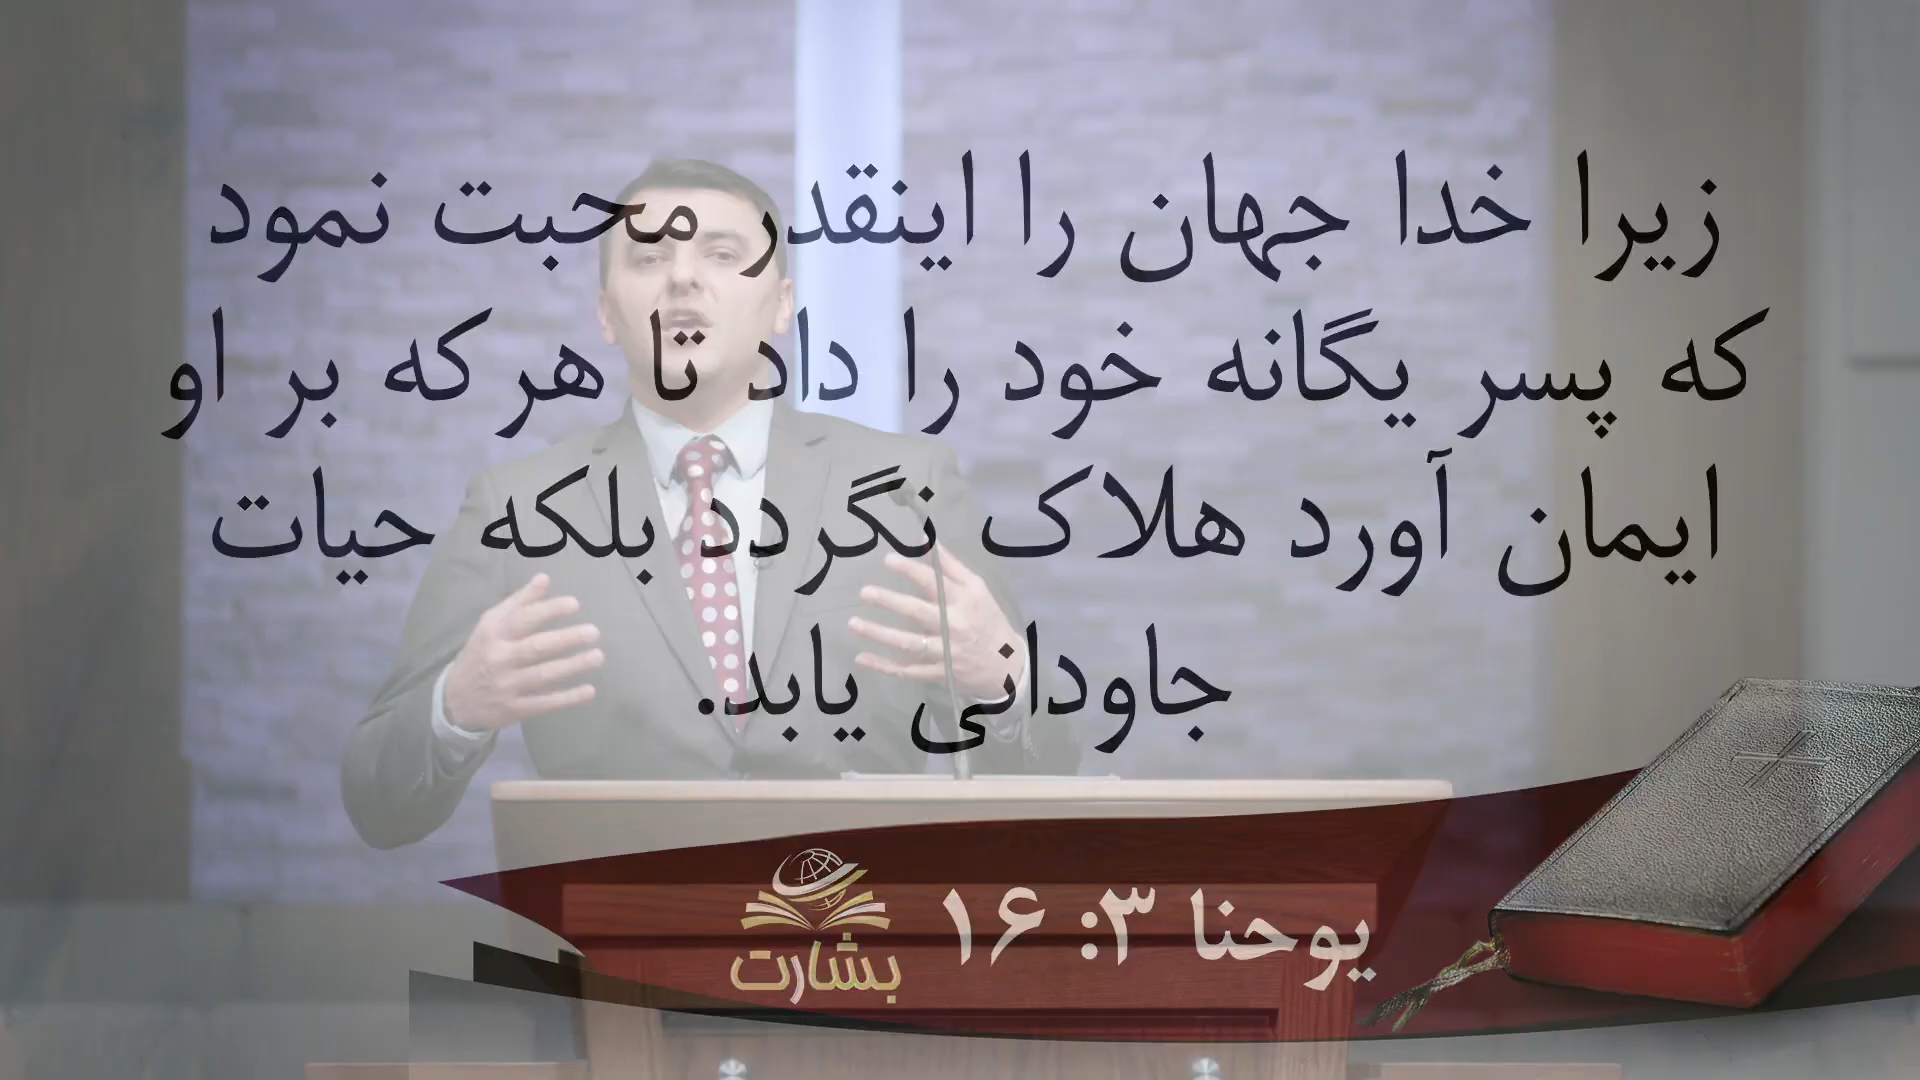 زیرا خدا جهان را اینقدر محبت نمود
که پسر یگانه خود را داد تا هرکه بر او
ایمان آورد هلاک نگردد بلکه حیات
جاودانی یابد.
یوحنا ۳: ۱۶
بشارت